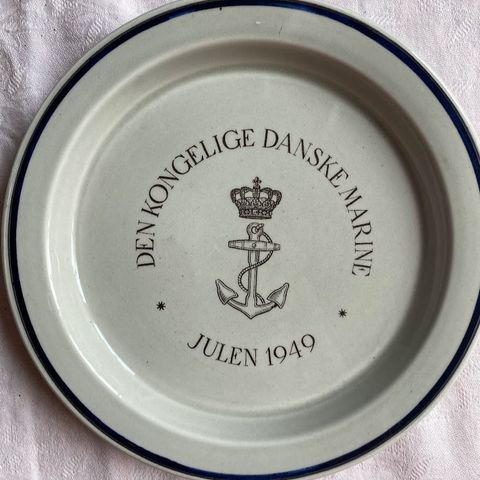 DEN KONGELIGE DANSKE MARINE
JULEN 1949